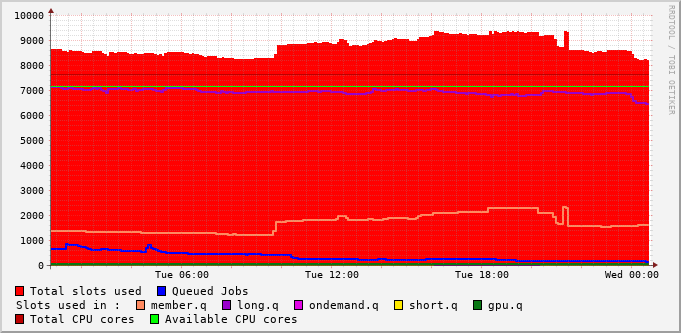 10000
9000
8000
7000
6000
5000
4000
3000
2000
1000
0
Tue 06:00 Tue 12:00 Tue 18:00 Wed 00:00
RRDTOOL / TOBI OETIKER
Total slots used Queued Jobs
Slots used in : member.q long.q ondemand.q short.q gpu.q
Total CPU cores Available CPU cores